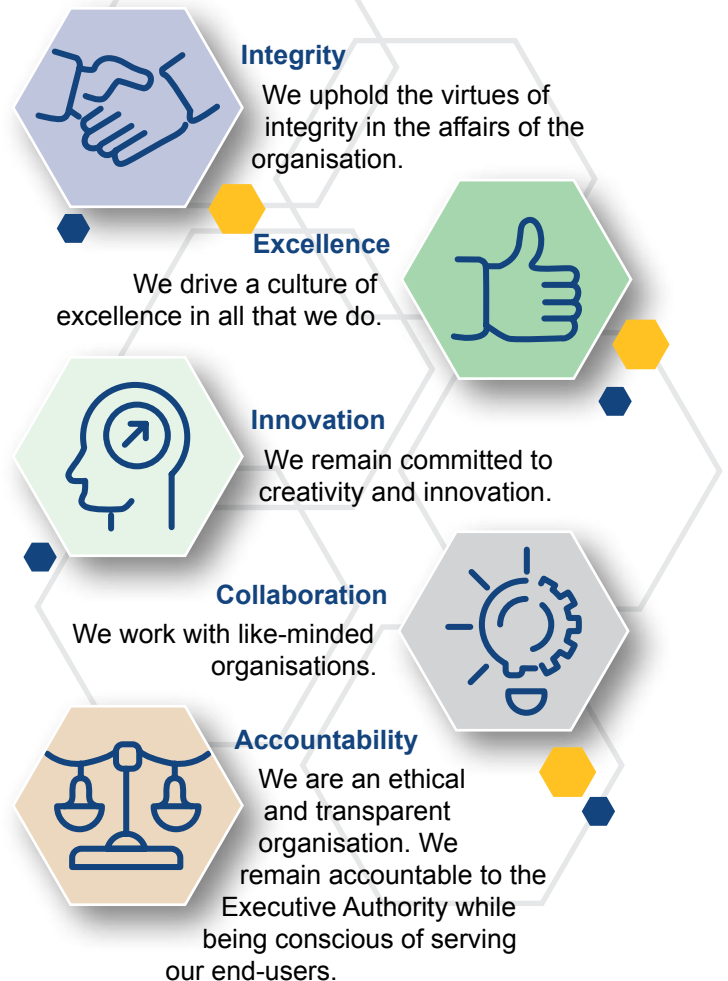 Integrity
We uphold the virtues of
integrity in the affairs of the
organisation.
Excellence
We drive a culture of
excellence in all that we do.
Innovation
We remain committed to
creativity and innovation.
Collaboration
We work with like-minded
organisations.
Accountability
We are an ethical
and transparent
organisation. We
remain accountable to the
Executive Authority while
being conscious of serving
our end-users.